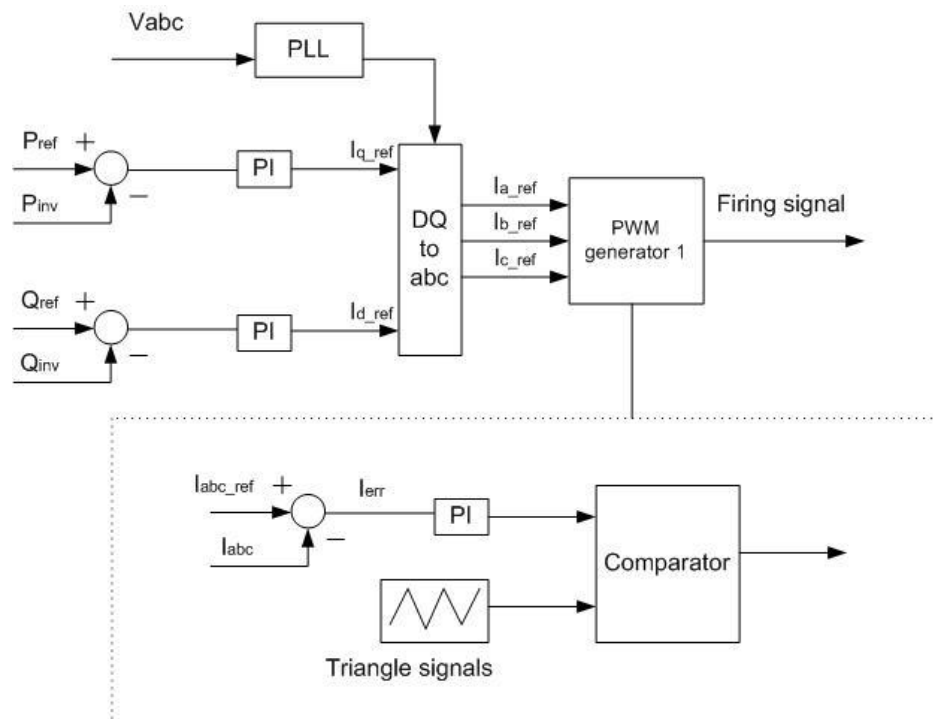 Vabc
PLL
Pref
+
Pinv
−
PI
Iq_ref
DQ
to
abc
Ia_ref
Ib_ref
Ic_ref
PWM
generator 1
Firing signal
Qref
+
Qinv
−
PI
Id_ref
Iabc_ref
+
Iabc
−
Ierr
PI
Comparator
Triangle signals